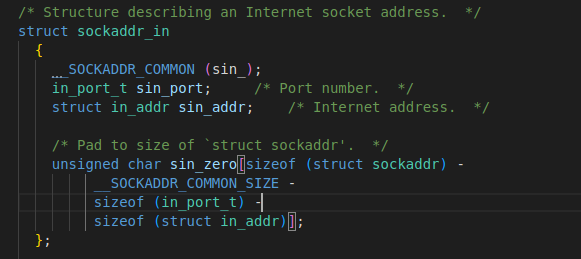 /* Structure describing an Internet socket address.  */
struct sockaddr_in
  {
    __SOCKADDR_COMMON (sin_);
    in_port_t sin_port;     /* Port number.  */
    struct in_addr sin_addr;    /* Internet address.  */

    /* Pad to size of `struct sockaddr'.  */
    unsigned char sin_zero[sizeof (struct sockaddr) -
         __SOCKADDR_COMMON_SIZE -
         sizeof (in_port_t) -
         sizeof (struct in_addr)];
  };